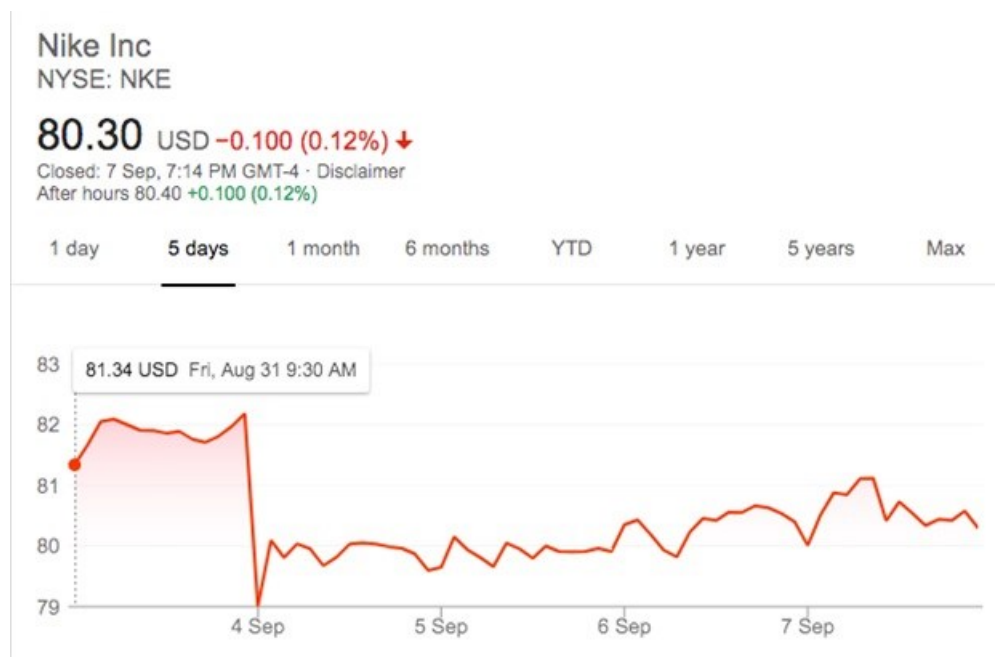 Nike Inc
NYSE: NKE
80.30 USD −0.100 (0.12%) ↓
Closed: 7 Sep, 7:14 PM GMT-4 · Disclaimer
After hours 80.40 +0.100 (0.12%)
1 day 5 days 1 month 6 months YTD 1 year 5 years Max
83
81.34 USD Fri, Aug 31 9:30 AM
82
81
80
79
4 Sep 5 Sep 6 Sep 7 Sep